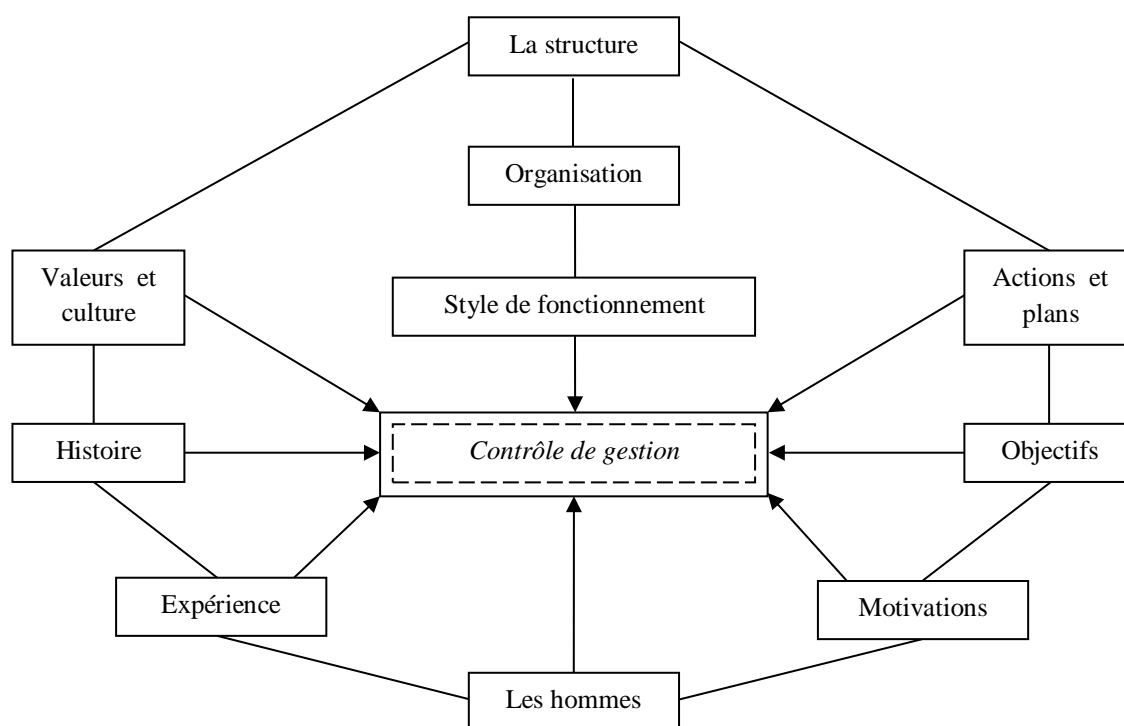 La structure
Organisation
Valeurs et
culture
Style de fonctionnement
Actions et
plans
Histoire
Contrôle de gestion
Objectifs
Expérience
Motivations
Les hommes